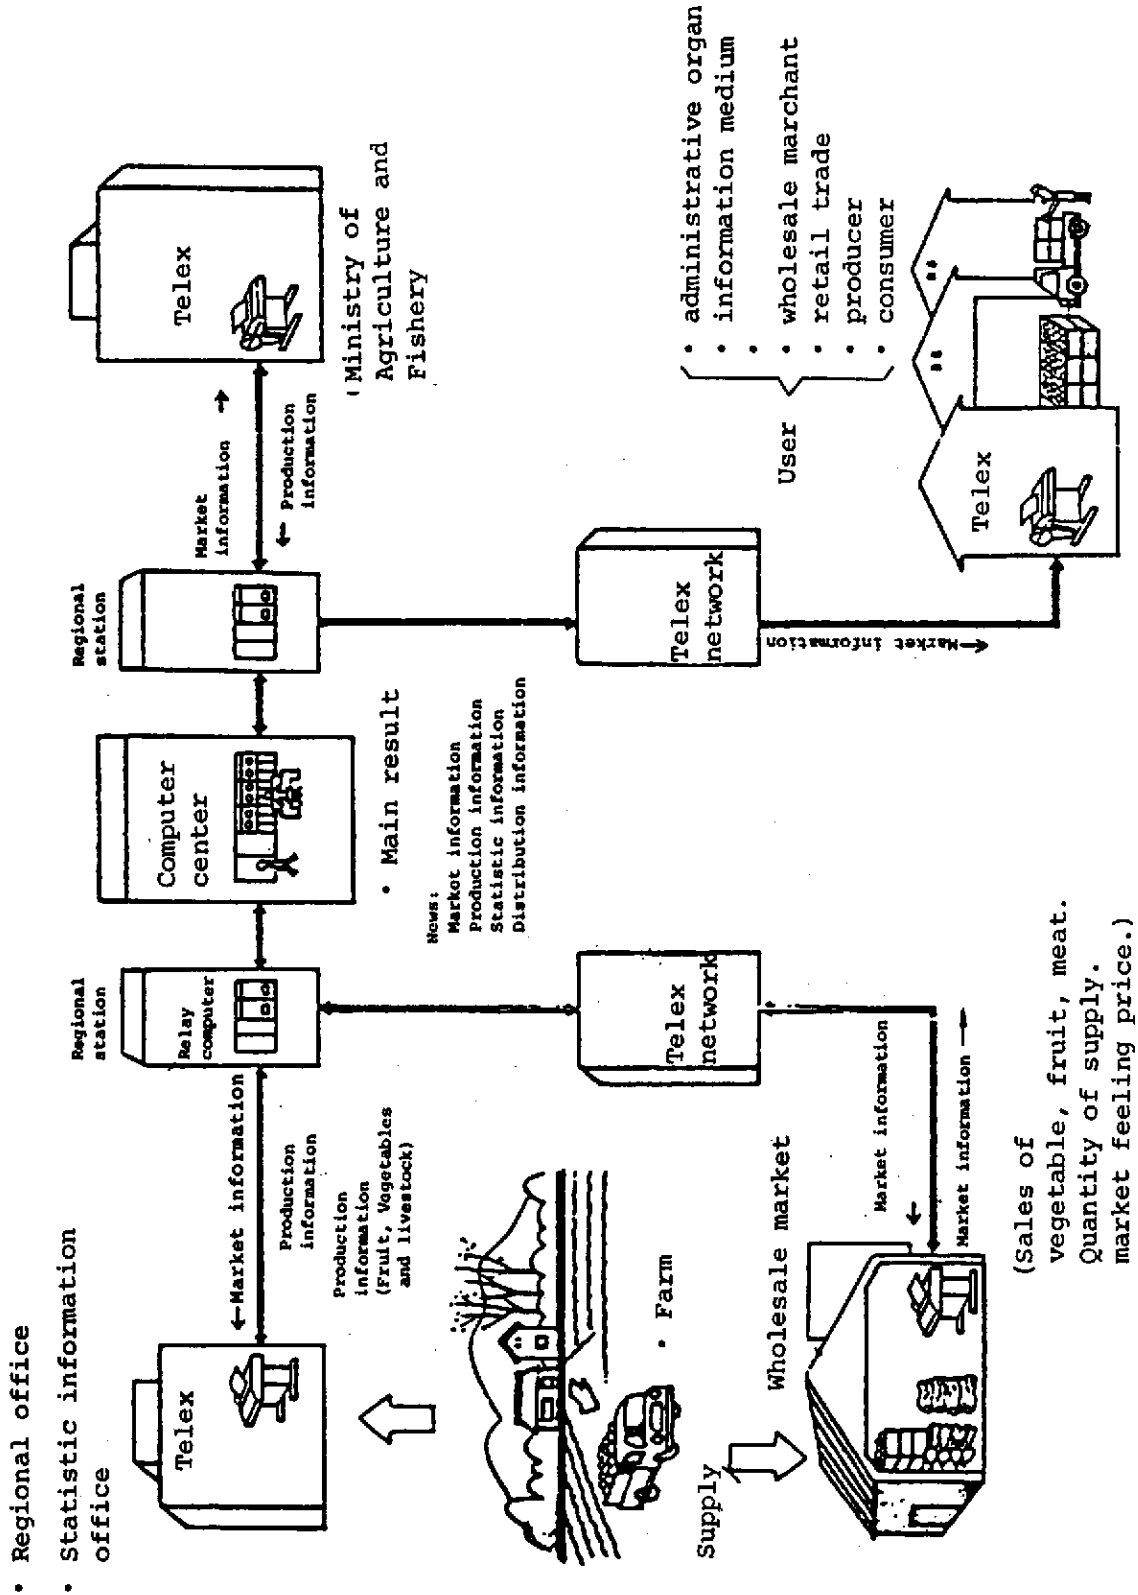 • Regional office
• Statistic information
office
Telex
←Market information
Production
information
Production
information
(Fruit, Vegetables
and livestock)
• Farm
Supply
Wholesale market
Market information
←
Market information →
(Sales of
vegetable, fruit, meat.
Quantity of supply.
market feeling price.)
Regional
station
Relay
computer
Telex
network
Computer
center
• Main result
News:
Market information
Production information
Statistic information
Distribution information
Regional
station
Market
information →
← Production
information
Telex
(Ministry of
Agriculture and
Fishery
Telex
network
←Market information
User
• administrative organ
• information medium
•
• wholesale marchant
• retail trade
• producer
• consumer
Telex